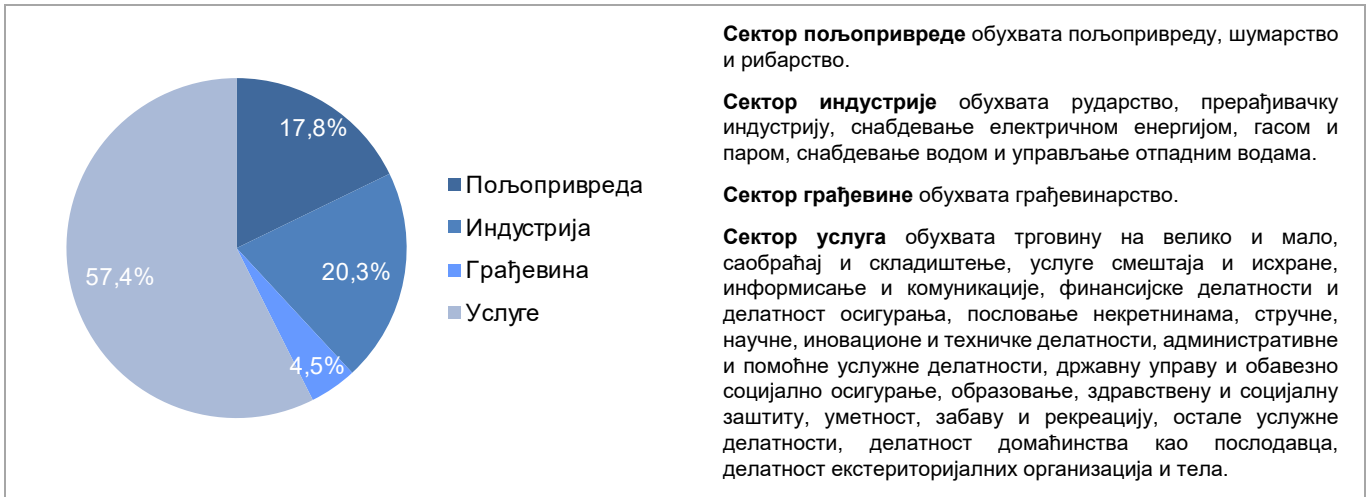 17,8%
20,3%
4,5%
57,4%
Пољопривреда
Индустрија
Грађевина
Услуге
Сектор пољопривреде обухвата пољопривреду, шумарство
и рибарство.
Сектор индустрије обухвата рударство, прерађивачку
индустрију, снабдевање електричном енергијом, гасом и
паром, снабдевање водом и управљање отпадним водама.
Сектор грађевине обухвата грађевинарство.
Сектор услуга обухвата трговину на велико и мало,
саобраћај и складиштење, услуге смештаја и исхране,
информисање и комуникације, финансијске делатности и
делатност осигурања, пословање некретнинама, стручне,
научне, иновационе и техничке делатности, административне
и помоћне услужне делатности, државну управу и обавезно
социјално осигурање, образовање, здравствену и социјалну
заштиту, уметност, забаву и рекреацију, остале услужне
делатности, делатност домаћинства као послодавца,
делатност екстериторијалних организација и тела.